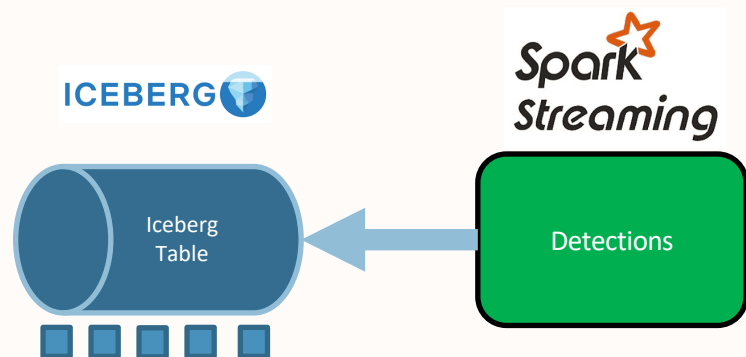 ICEBERG
Spark
Streaming
Iceberg
Table
Detections